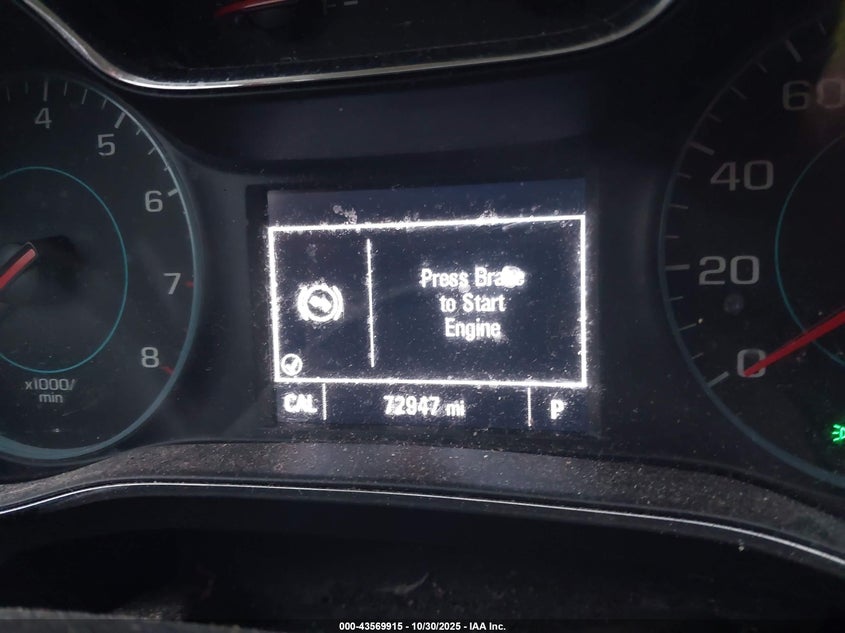 4
5
6
7
8
x1000/
min
Press Brake
to Start
Engine
CAL 72947 mi P
60
40
20
0
000-43569915 - 10/30/2025 - IAA Inc.